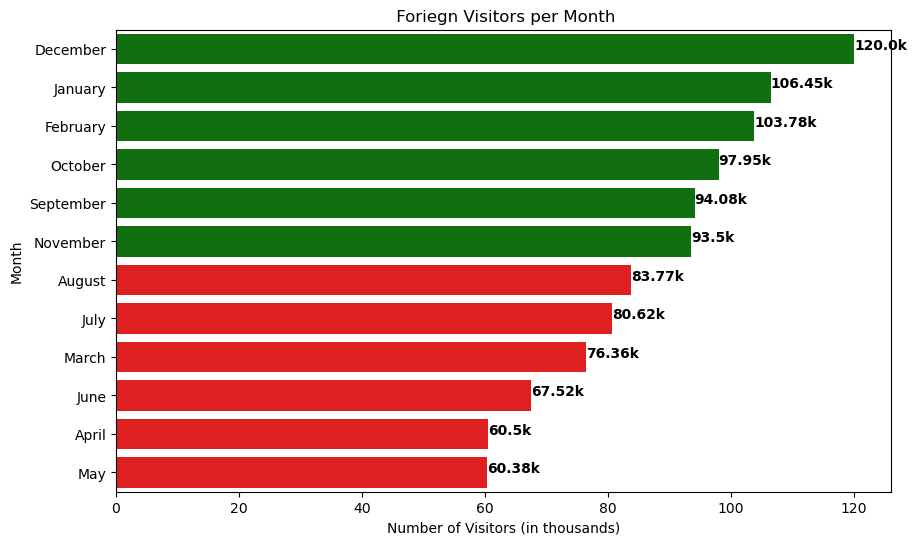 Foriegn Visitors per Month
December
120.0k
January
106.45k
February
103.78k
October
97.95k
September
94.08k
November
93.5k
August
83.77k
July
80.62k
March
76.36k
June
67.52k
April
60.5k
May
60.38k
Month
0 20 40 60 80 100 120
Number of Visitors (in thousands)